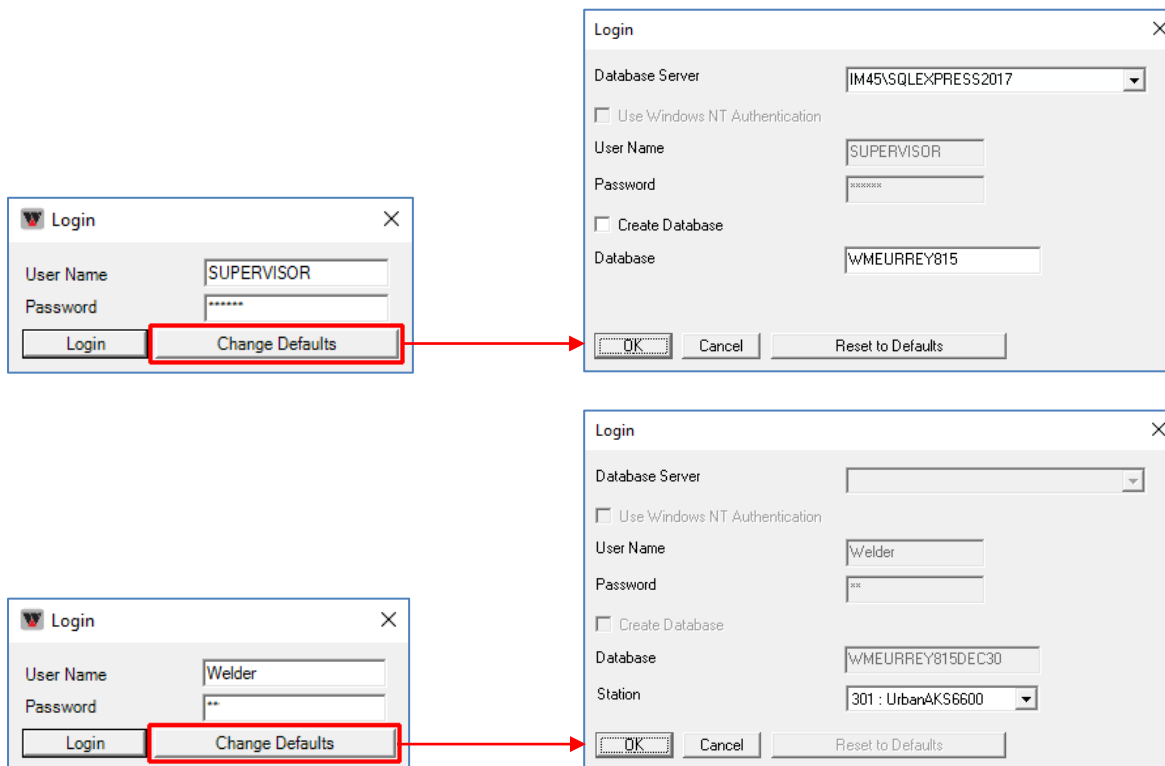 Login
User Name SUPERVISOR
Password ******
Login Change Defaults
Login
Database Server IM45\SQLEXPRESS2017
Use Windows NT Authentication
User Name SUPERVISOR
Password ******
Create Database
Database WMEURREY815
OK Cancel Reset to Defaults
Login
User Name Welder
Password **
Login Change Defaults
Login
Database Server
Use Windows NT Authentication
User Name Welder
Password **
Create Database
Database WMEURREY815DEC30
Station 301 : UrbanAKS6600
OK Cancel Reset to Defaults